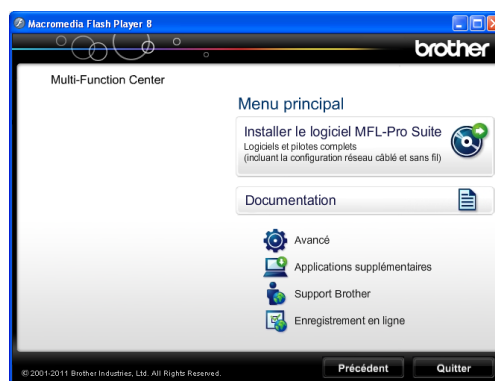 Macromedia Flash Player 8
brother
Multi-Function Center
Menu principal
Installer le logiciel MFL-Pro Suite
Logiciels et pilotes complets
(incluant la configuration réseau câblé et sans fil)
Documentation
Avancé
Applications supplémentaires
Support Brother
Enregistrement en ligne
© 2001-2011 Brother Industries, Ltd. All Rights Reserved.
Précédent
Quitter